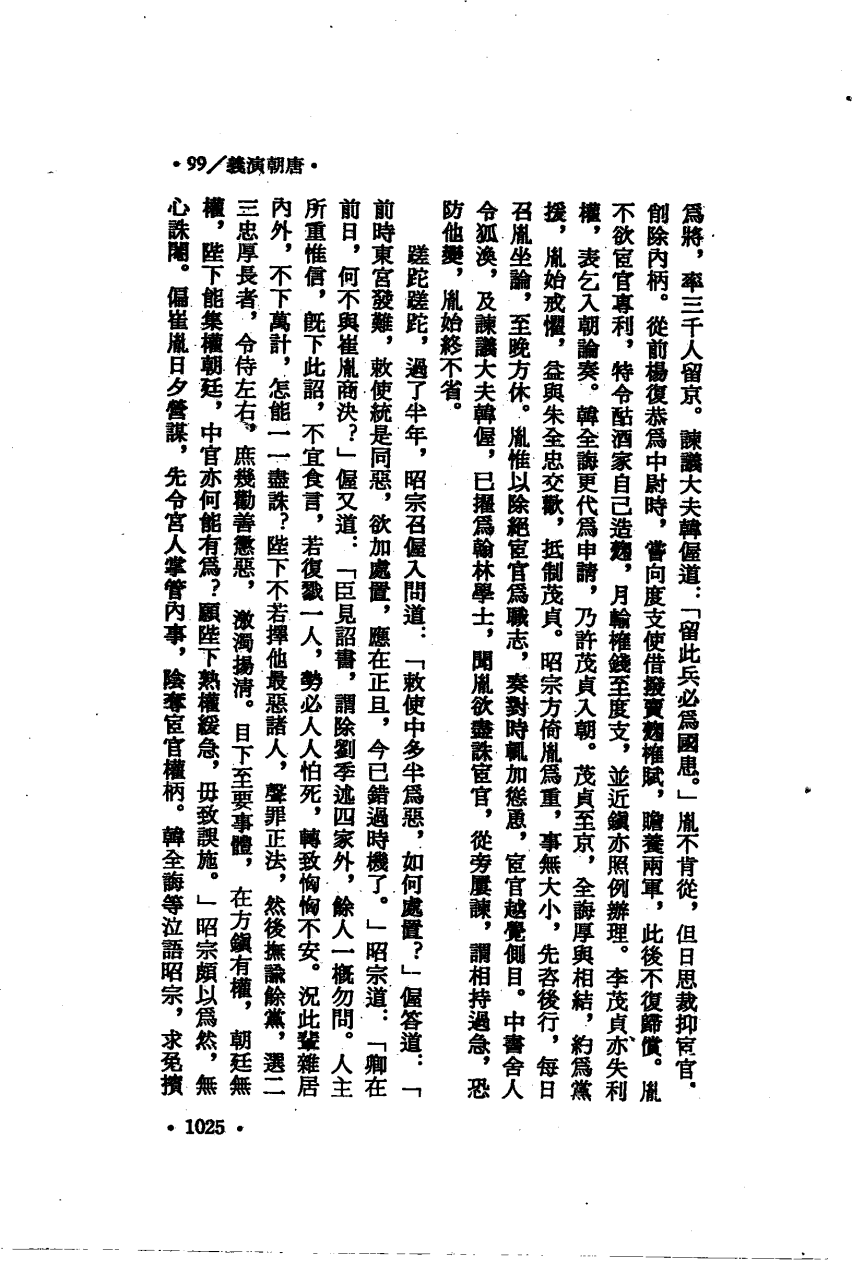 •唐朝演義／99•
爲將，率三千人留京。諫議大夫韓偓道：「留此兵必爲國患。」胤不肯從，但日思裁抑宦官，
削除內柄。從前楊復恭爲中尉時，嘗向度支使借撥賣麴榷賦，贍養兩軍，此後不復歸償。胤
不欲宦官專利，特令酤酒家自己造麴，月輸榷錢至度支，並近鎭亦照例辦理。李茂貞亦失利
權，表乞入朝論奏。韓全誨更代爲申請，乃許茂貞入朝。茂貞至京，全誨厚與相結，約爲黨
援，胤始戒懼，益與朱全忠交歡，抵制茂貞。昭宗方倚胤爲重，事無大小，先咨後行，每日
召胤坐論，至晚方休。胤惟以除絕宦官爲職志，奏對時輒加慫恿，宦官越覺側目。中書舍人
令狐渙，及諫議大夫韓偓，已擢爲翰林學士，聞胤欲盡誅宦官，從旁屢諫，謂相持過急，恐
防他變，胤始終不省。
蹉跎蹉跎，過了半年，昭宗召偓入問道：「敕使中多半爲惡，如何處置？」偓答道：「
前時東宮發難，敕使統是同惡，欲加處置，應在正旦，今已錯過時機了。」昭宗道：「卿在
前日，何不與崔胤商決？」偓又道：「臣見詔書，謂除劉季述四家外，餘人一概勿問。人主
所重惟信，旣下此詔，不宜食言，若復戮一人，勢必人人怕死，轉致恟恟不安。況此輩雜居
內外，不下萬計，怎能一一盡誅？陛下不若擇他最惡諸人，聲罪正法，然後撫諭餘黨，選二
三忠厚長者，令侍左右，庶幾勸善懲惡，激濁揚清。目下至要事體，在方鎭有權，朝廷無
權，陛下能集權朝廷，中官亦何能有爲？願陛下熟權緩急，毋致誤施。」昭宗頗以爲然，無
心誅閹。偏崔胤日夕營謀，先令宮人掌管內事，陰奪宦官權柄。韓全誨等泣語昭宗，求免擯
•1025•